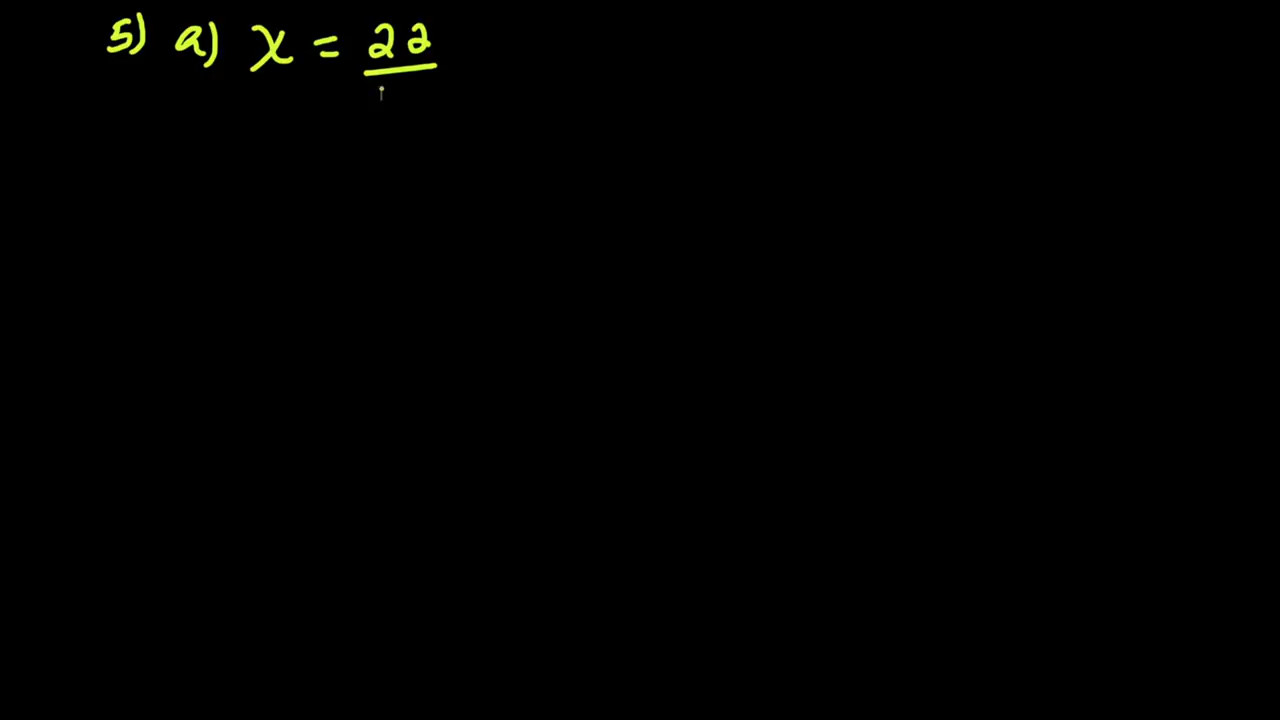 5) a) x = 22